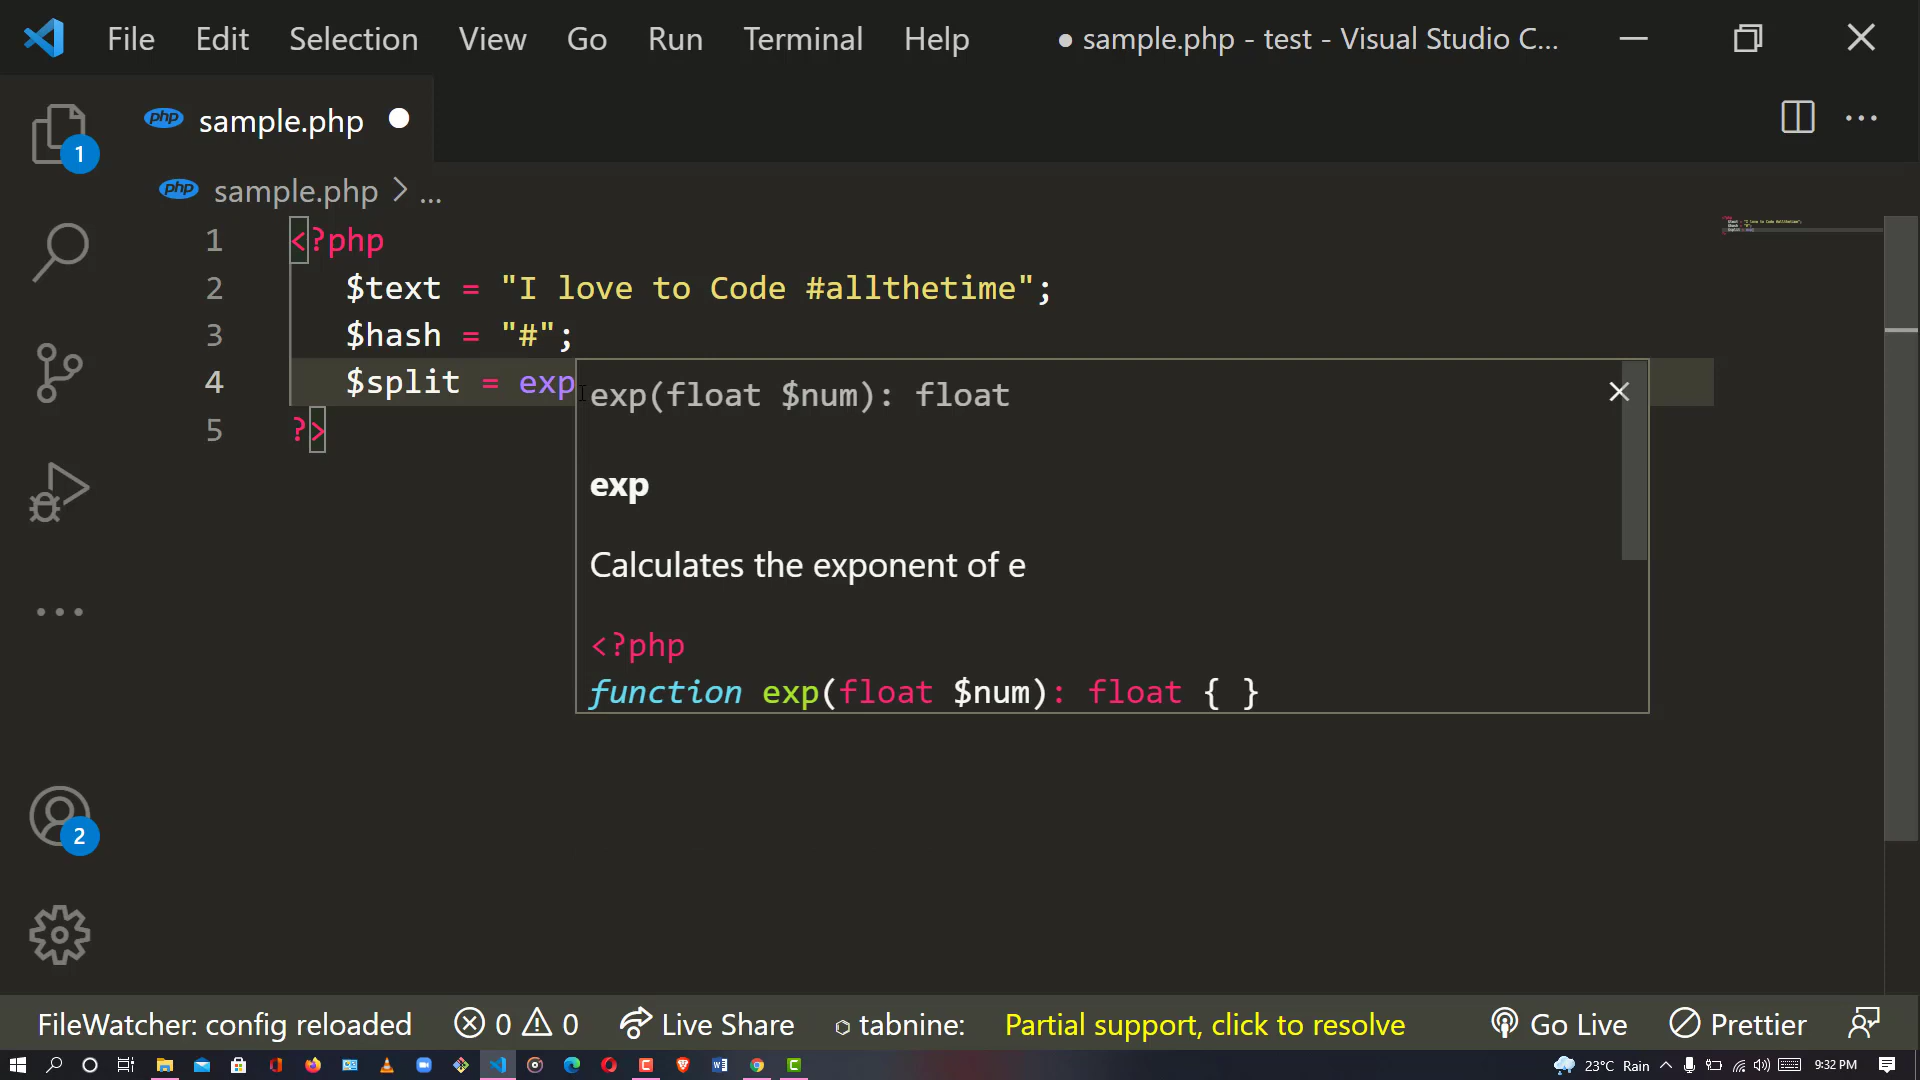 File Edit Selection View Go Run Terminal Help ● sample.php - test - Visual Studio C...
php sample.php
1
php sample.php > ...
1 <?php
2 $text = "I love to Code #allthetime";
3 $hash = "#";
4 $split = exp
5 ?>
exp(float $num): float
exp
Calculates the exponent of e
<?php
function exp(float $num): float { }
2
FileWatcher: config reloaded 0 0 Live Share tabnine: Partial support, click to resolve Go Live Prettier
23°C Rain 9:32 PM